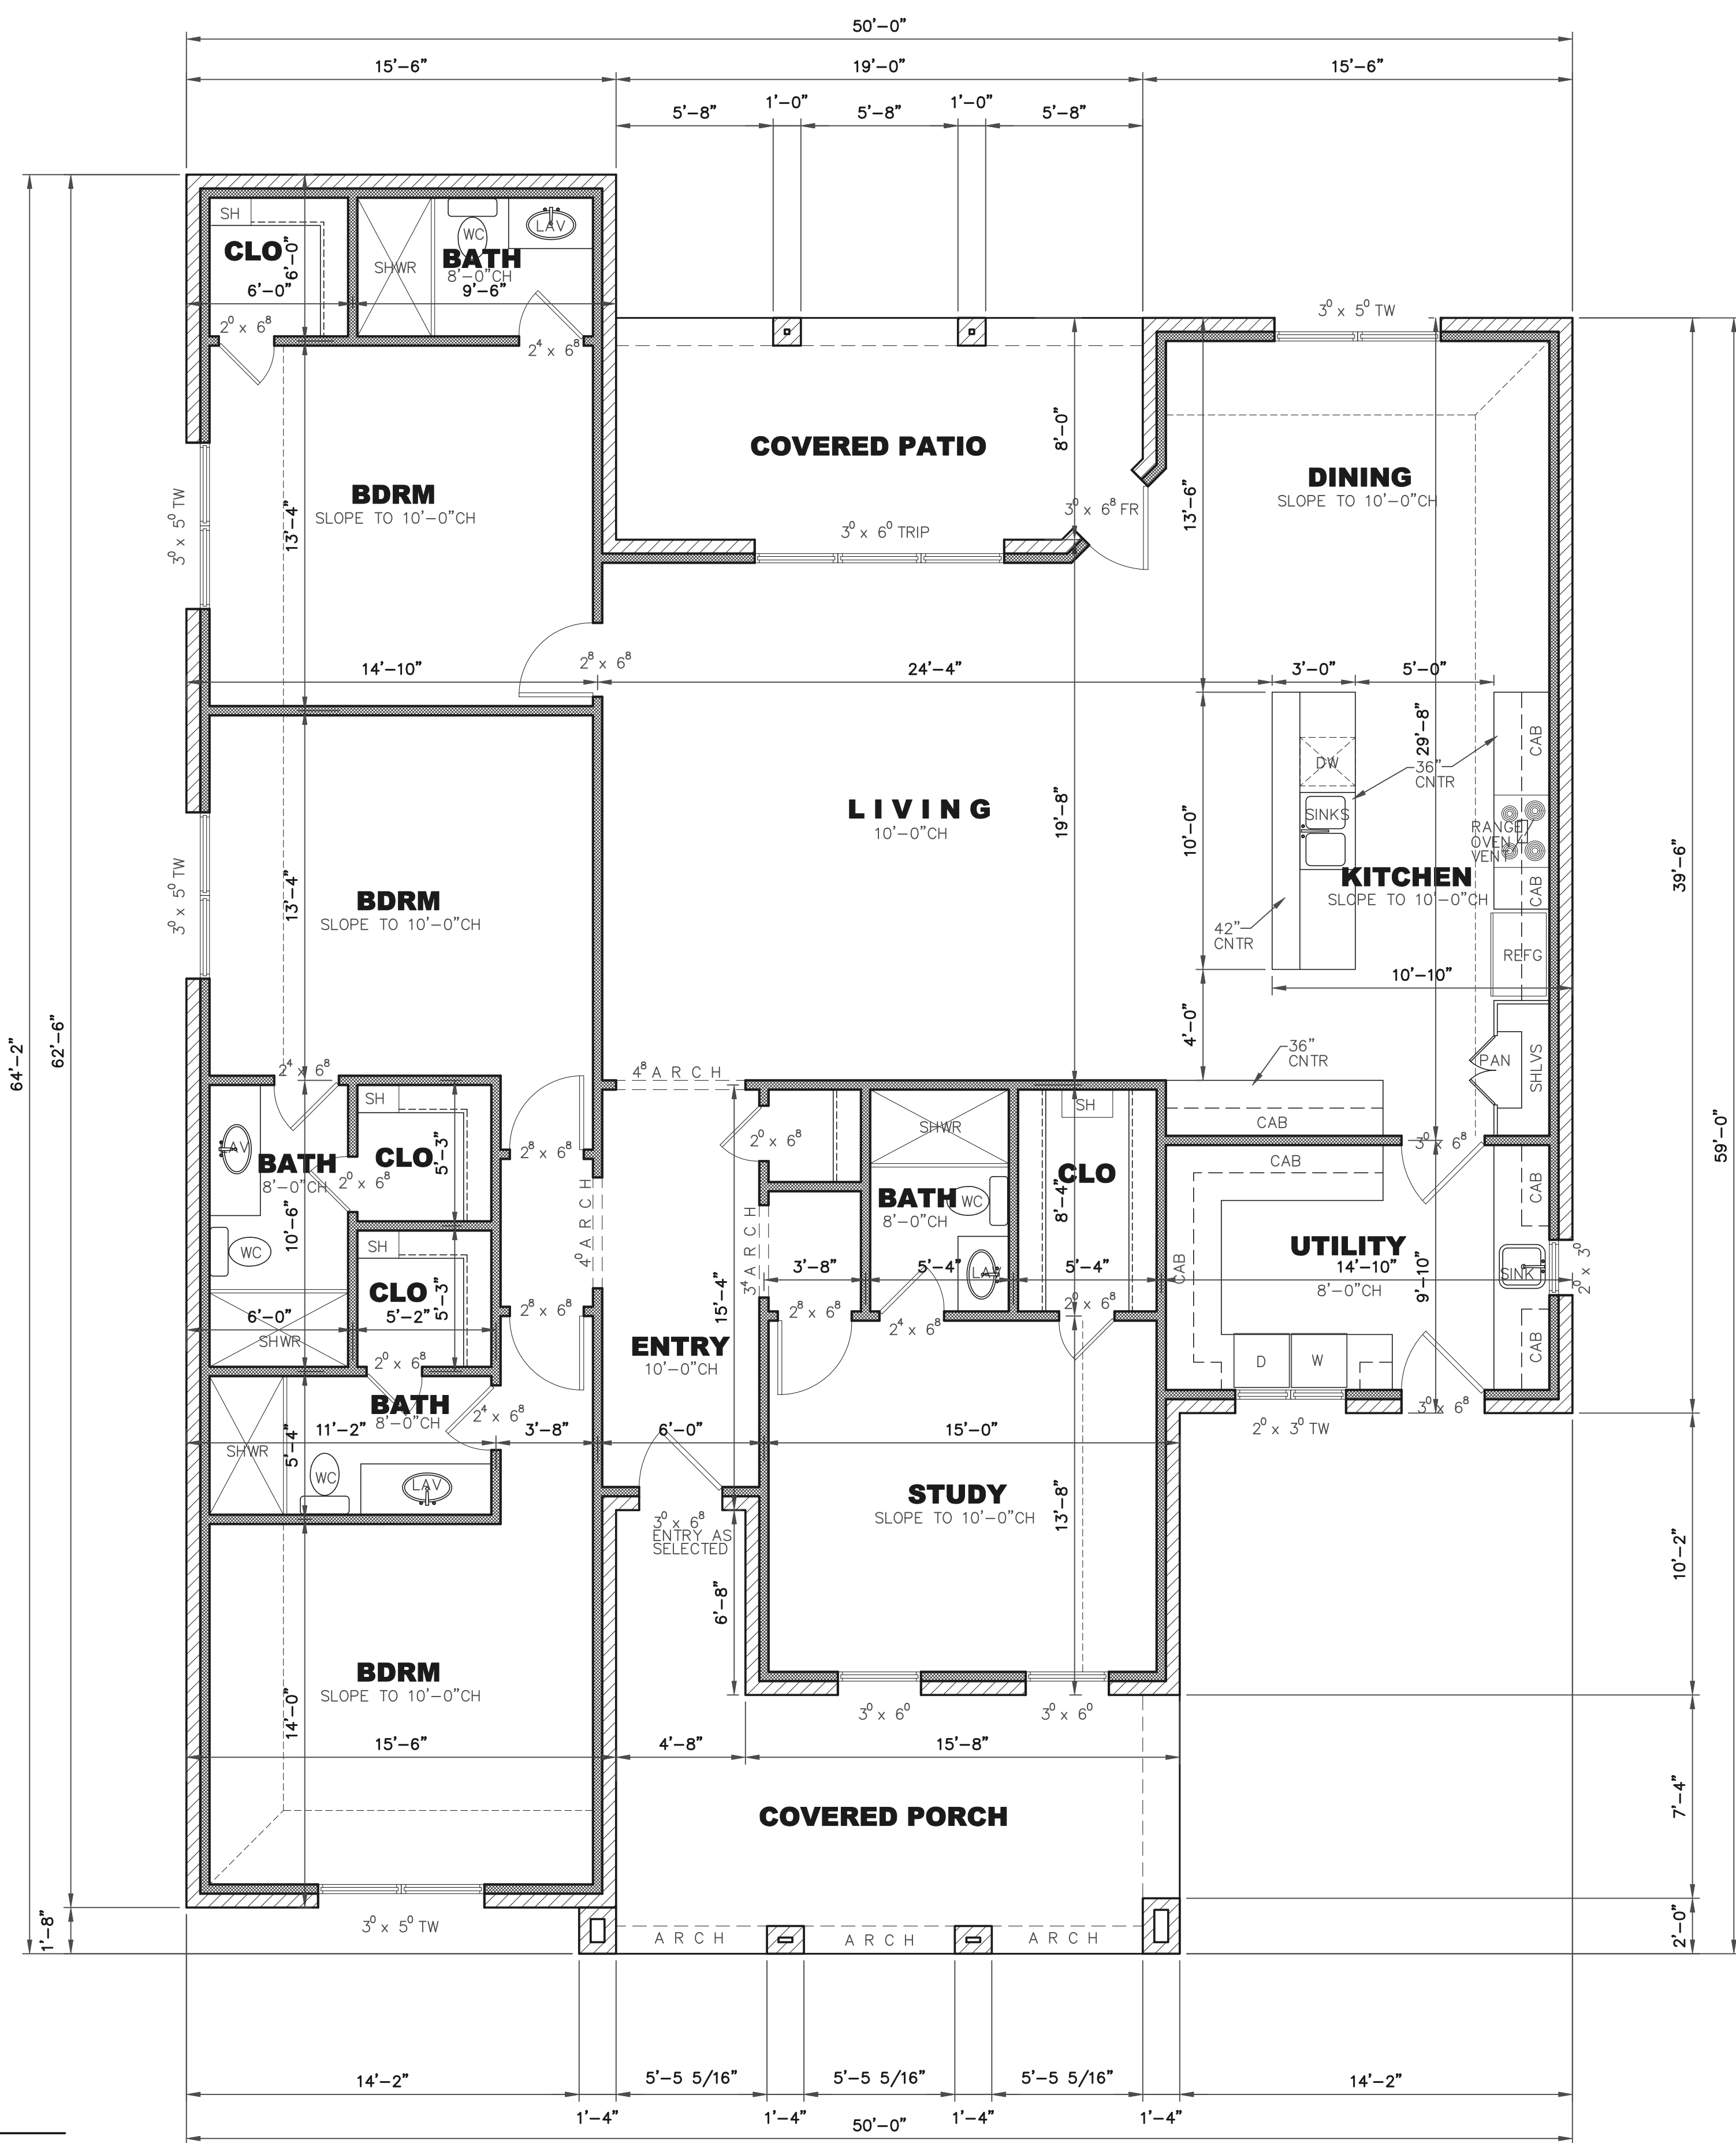 50'-0"
15'-6"
19'-0"
15'-6"
5'-8"
1'-0"
5'-8"
1'-0"
5'-8"
SH
CLO
6'-0"
6'-0"
2⁰ x 6⁸
SHWR
WC
LAV
BATH
8'-0"CH
9'-6"
2⁴ x 6⁸
3⁰ x 5⁰ TW
COVERED PATIO
8'-0"
3⁰ x 6⁸ FR
3⁰ x 6⁰ TRIP
DINING
SLOPE TO 10'-0"CH
13'-6"
BDRM
SLOPE TO 10'-0"CH
13'-4"
3⁰ x 5⁰ TW
14'-10"
2⁸ x 6⁸
24'-4"
3'-0"
5'-0"
29'-8"
CAB
DW
36"
CNTR
SINKS
RANGE/
OVEN
VENT
LIVING
10'-0"CH
19'-8"
10'-0"
KITCHEN
SLOPE TO 10'-0"CH
CAB
42"
CNTR
REFG
10'-10"
39'-6"
BDRM
SLOPE TO 10'-0"CH
13'-4"
3⁰ x 5⁰ TW
64'-2"
62'-6"
4'-0"
36"
CNTR
PAN
SHLVS
CAB
59'-0"
2⁴ x 6⁸
4⁸ ARCH
SH
LAV
BATH
8'-0"CH
2⁰ x 6⁸
CLO
5'-3"
2⁸ x 6⁸
2⁰ x 6⁸
SHWR
SH
CLO
8'-4"
BATH
8'-0"CH
WC
CAB
3⁰ x 6⁸
CAB
4⁰ ARCH
3⁴ ARCH
10'-6"
WC
SH
CLO
5'-3"
5'-2"
6'-0"
SHWR
2⁸ x 6⁸
2⁰ x 6⁸
15'-4"
3'-8"
5'-4"
LAV
5'-4"
CAB
UTILITY
14'-10"
8'-0"CH
9'-10"
SINK
2⁰ x 3⁰
2⁸ x 6⁸
2⁴ x 6⁸
2⁰ x 6⁸
ENTRY
10'-0"CH
D
W
CAB
BATH
8'-0"CH
2⁴ x 6⁸
11'-2"
3'-8"
6'-0"
15'-0"
2⁰ x 3⁰ TW
3⁰ x 6⁸
SHWR
5'-4"
WC
LAV
STUDY
SLOPE TO 10'-0"CH
13'-8"
3⁰ x 6⁸
ENTRY AS
SELECTED
6'-8"
10'-2"
BDRM
SLOPE TO 10'-0"CH
14'-0"
15'-6"
4'-8"
15'-8"
3⁰ x 6⁰
3⁰ x 6⁰
COVERED PORCH
7'-4"
3⁰ x 5⁰ TW
ARCH
ARCH
ARCH
1'-8"
2'-0"
14'-2"
5'-5 5/16"
5'-5 5/16"
5'-5 5/16"
14'-2"
1'-4"
1'-4"
1'-4"
1'-4"
50'-0"